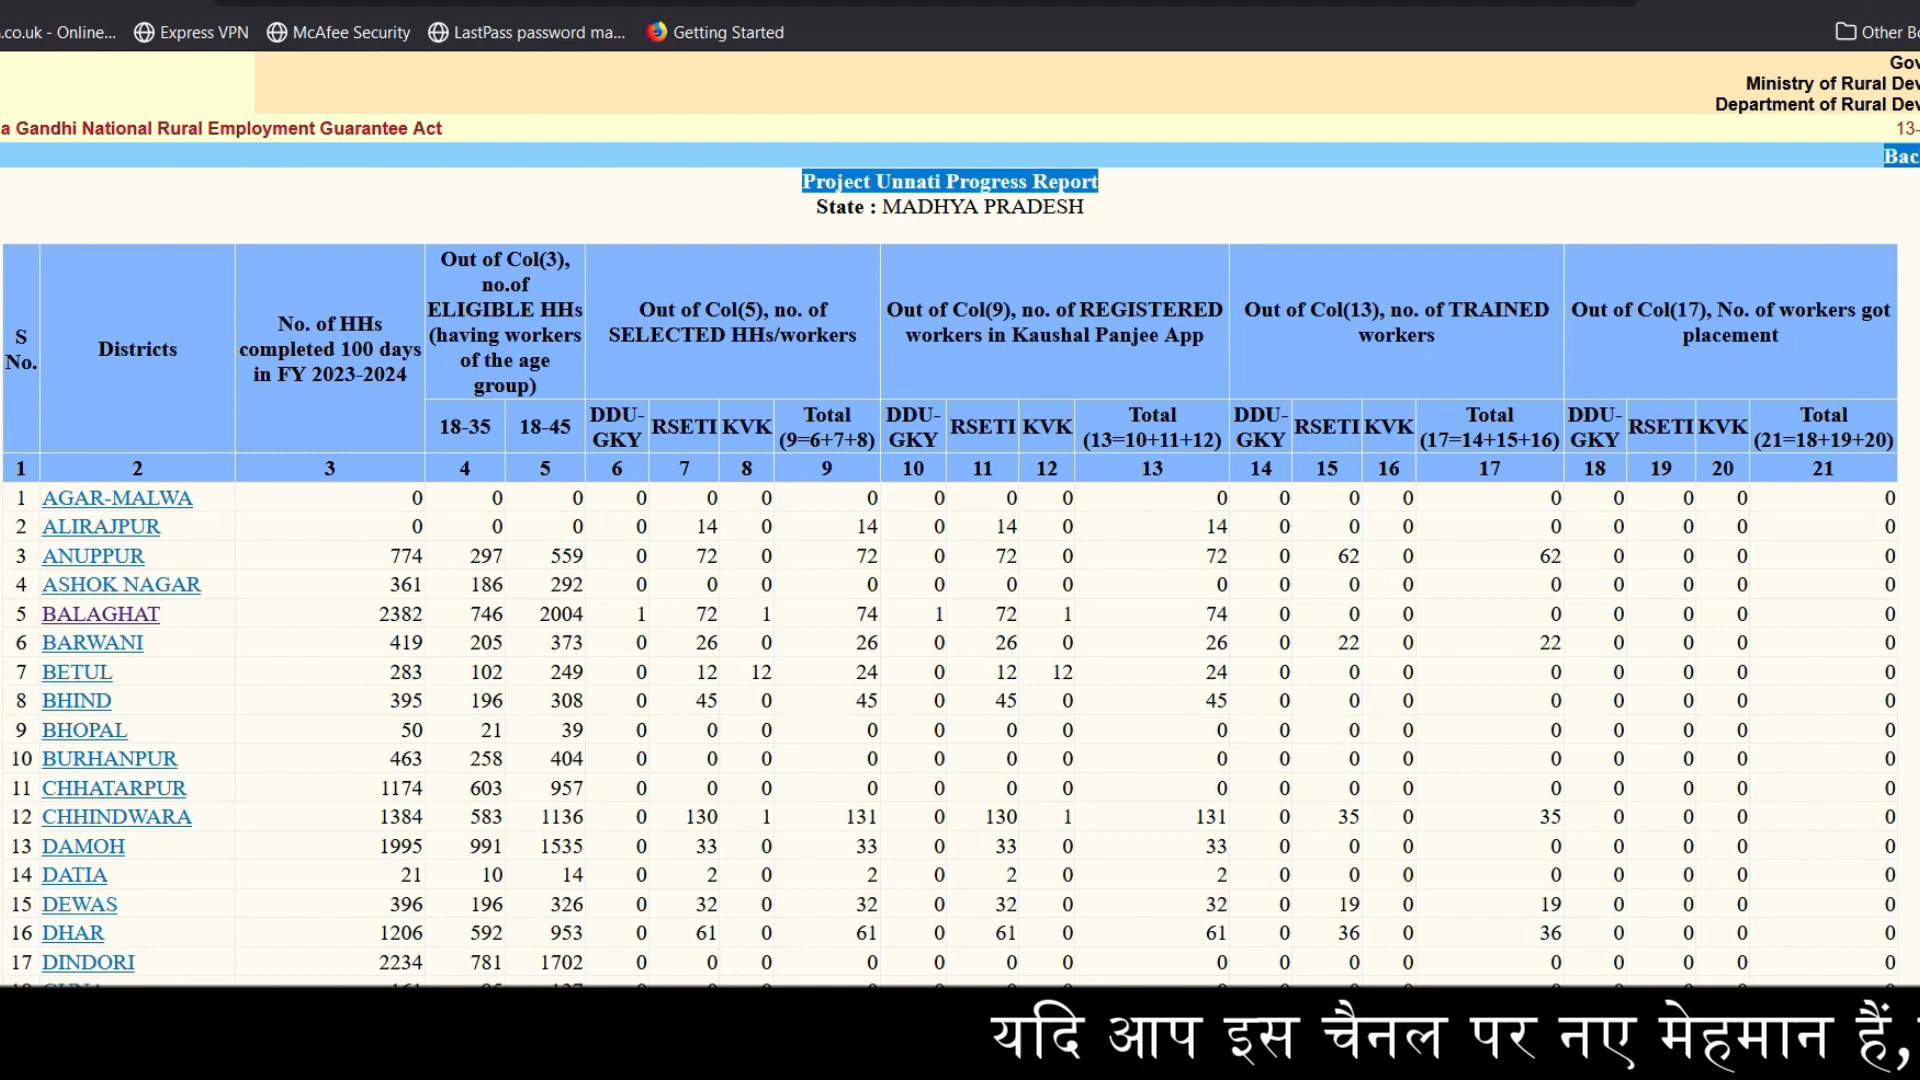 .co.uk - Online... Express VPN McAfee Security LastPass password ma... Getting Started Other Bo
Gov
Ministry of Rural Dev
Department of Rural Dev
a Gandhi National Rural Employment Guarantee Act 13-
Bac
Project Unnati Progress Report
State : MADHYA PRADESH
S No. Districts No. of HHs completed 100 days in FY 2023-2024 Out of Col(3), no.of ELIGIBLE HHs (having workers of the age group) Out of Col(5), no. of SELECTED HHs/workers Out of Col(9), no. of REGISTERED workers in Kaushal Panjee App Out of Col(13), no. of TRAINED workers Out of Col(17), No. of workers got placement
18-35 18-45 DDU-GKY RSETI KVK Total (9=6+7+8) DDU-GKY RSETI KVK Total (13=10+11+12) DDU-GKY RSETI KVK Total (17=14+15+16) DDU-GKY RSETI KVK Total (21=18+19+20)
1 2 3 4 5 6 7 8 9 10 11 12 13 14 15 16 17 18 19 20 21
1 AGAR-MALWA 0 0 0 0 0 0 0 0 0 0 0 0 0 0 0 0 0 0 0
2 ALIRAJPUR 0 0 0 0 14 0 14 0 14 0 14 0 0 0 0 0 0 0 0
3 ANUPPUR 774 297 559 0 72 0 72 0 72 0 72 0 62 0 62 0 0 0 0
4 ASHOK NAGAR 361 186 292 0 0 0 0 0 0 0 0 0 0 0 0 0 0 0 0
5 BALAGHAT 2382 746 2004 1 72 1 74 1 72 1 74 0 0 0 0 0 0 0 0
6 BARWANI 419 205 373 0 26 0 26 0 26 0 26 0 22 0 22 0 0 0 0
7 BETUL 283 102 249 0 12 12 24 0 12 12 24 0 0 0 0 0 0 0 0
8 BHIND 395 196 308 0 45 0 45 0 45 0 45 0 0 0 0 0 0 0 0
9 BHOPAL 50 21 39 0 0 0 0 0 0 0 0 0 0 0 0 0 0 0 0
10 BURHANPUR 463 258 404 0 0 0 0 0 0 0 0 0 0 0 0 0 0 0 0
11 CHHATARPUR 1174 603 957 0 0 0 0 0 0 0 0 0 0 0 0 0 0 0 0
12 CHHINDWARA 1384 583 1136 0 130 1 131 0 130 1 131 0 35 0 35 0 0 0 0
13 DAMOH 1995 991 1535 0 33 0 33 0 33 0 33 0 0 0 0 0 0 0 0
14 DATIA 21 10 14 0 2 0 2 0 2 0 2 0 0 0 0 0 0 0 0
15 DEWAS 396 196 326 0 32 0 32 0 32 0 32 0 19 0 19 0 0 0 0
16 DHAR 1206 592 953 0 61 0 61 0 61 0 61 0 36 0 36 0 0 0 0
17 DINDORI 2234 781 1702 0 0 0 0 0 0 0 0 0 0 0 0 0 0 0 0
यदि आप इस चैनल पर नए मेहमान हैं,